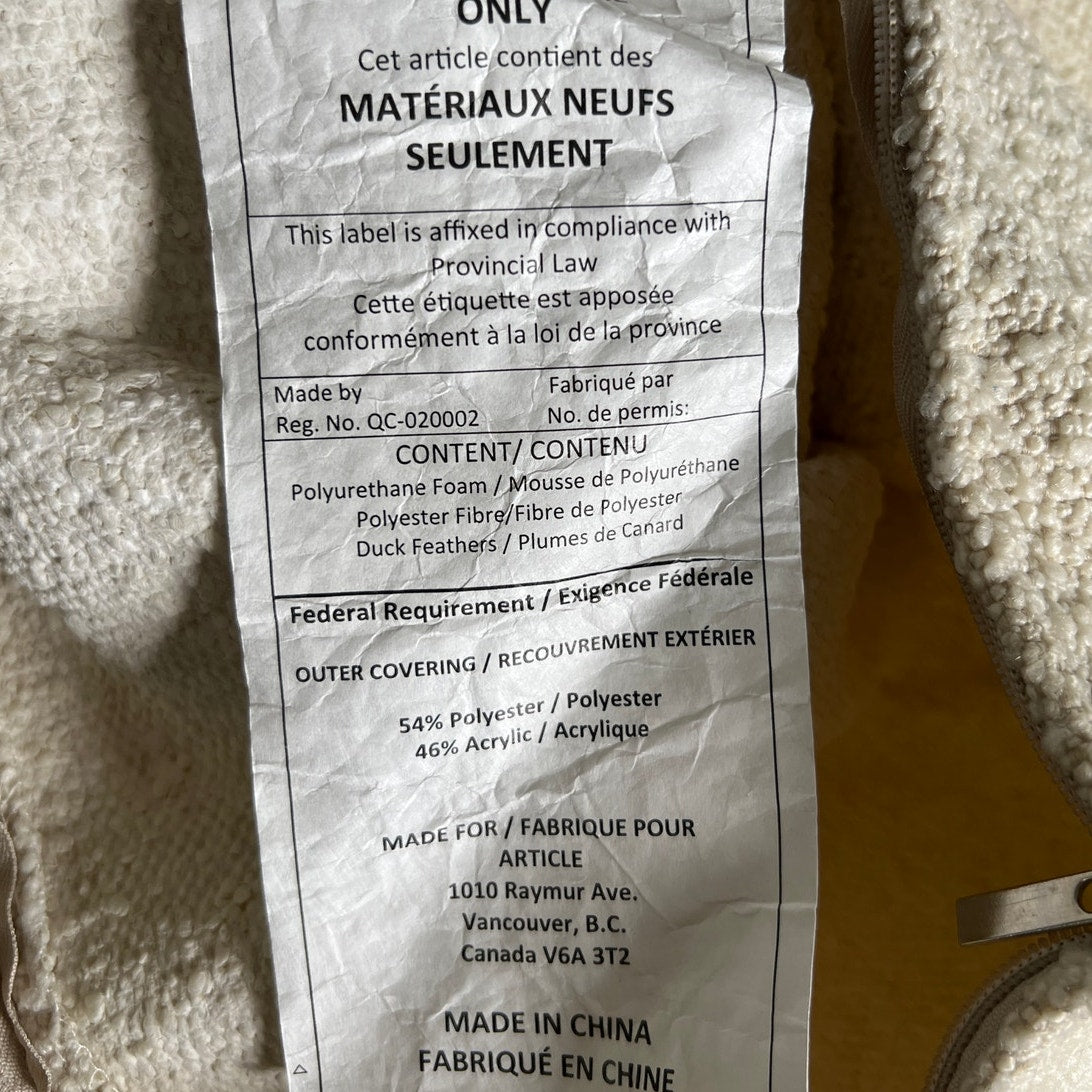 ONLY
Cet article contient des
MATÉRIAUX NEUFS
SEULEMENT
This label is affixed in compliance with
Provincial Law
Cette étiquette est apposée
conformément à la loi de la province
Made by Fabriqué par
Reg. No. QC-020002 No. de permis:
CONTENT/ CONTENU
Polyurethane Foam / Mousse de Polyuréthane
Polyester Fibre/Fibre de Polyester
Duck Feathers / Plumes de Canard
Federal Requirement / Exigence Fédérale
OUTER COVERING / RECOUVREMENT EXTÉRIER
54% Polyester / Polyester
46% Acrylic / Acrylique
MADE FOR / FABRIQUE POUR
ARTICLE
1010 Raymur Ave.
Vancouver, B.C.
Canada V6A 3T2
MADE IN CHINA
FABRIQUÉ EN CHINE